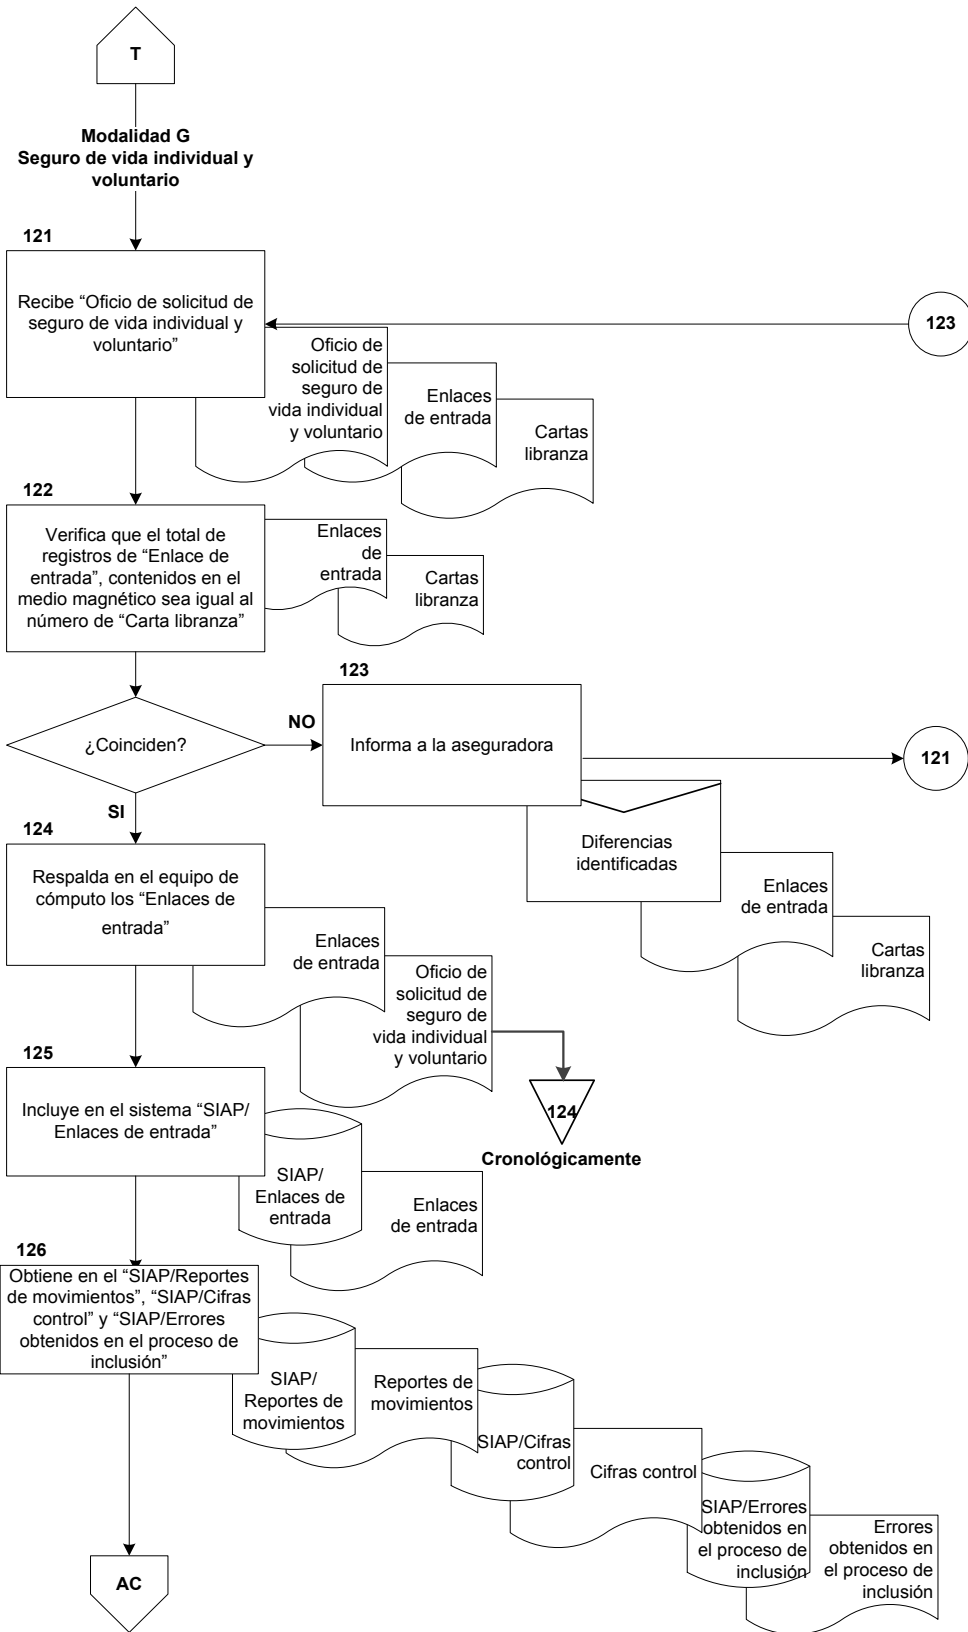 T
Modalidad G
Seguro de vida individual y
voluntario
121
Recibe “Oficio de solicitud de
seguro de vida individual y
voluntario”
123
Oficio de
solicitud de
seguro de
vida individual
y voluntario
Enlaces
de entrada
Cartas
libranza
122
Verifica que el total de
registros de “Enlace de
entrada”, contenidos en el
medio magnético sea igual al
número de “Carta libranza”
Enlaces
de
entrada
Cartas
libranza
¿Coinciden?
NO
SI
123
Informa a la aseguradora
121
Diferencias
identificadas
Enlaces
de entrada
Cartas
libranza
124
Respalda en el equipo de
cómputo los “Enlaces de
entrada”
Enlaces
de entrada
Oficio de
solicitud de
seguro de
vida individual
y voluntario
124
Cronológicamente
125
Incluye en el sistema “SIAP/
Enlaces de entrada”
SIAP/
Enlaces de
entrada
Enlaces
de entrada
126
Obtiene en el “SIAP/Reportes
de movimientos”, “SIAP/Cifras
control” y “SIAP/Errores
obtenidos en el proceso de
inclusión”
SIAP/
Reportes de
movimientos
Reportes de
movimientos
SIAP/Cifras
control
Cifras control
SIAP/Errores
obtenidos en
el proceso de
inclusión
Errores
obtenidos en
el proceso de
inclusión
AC